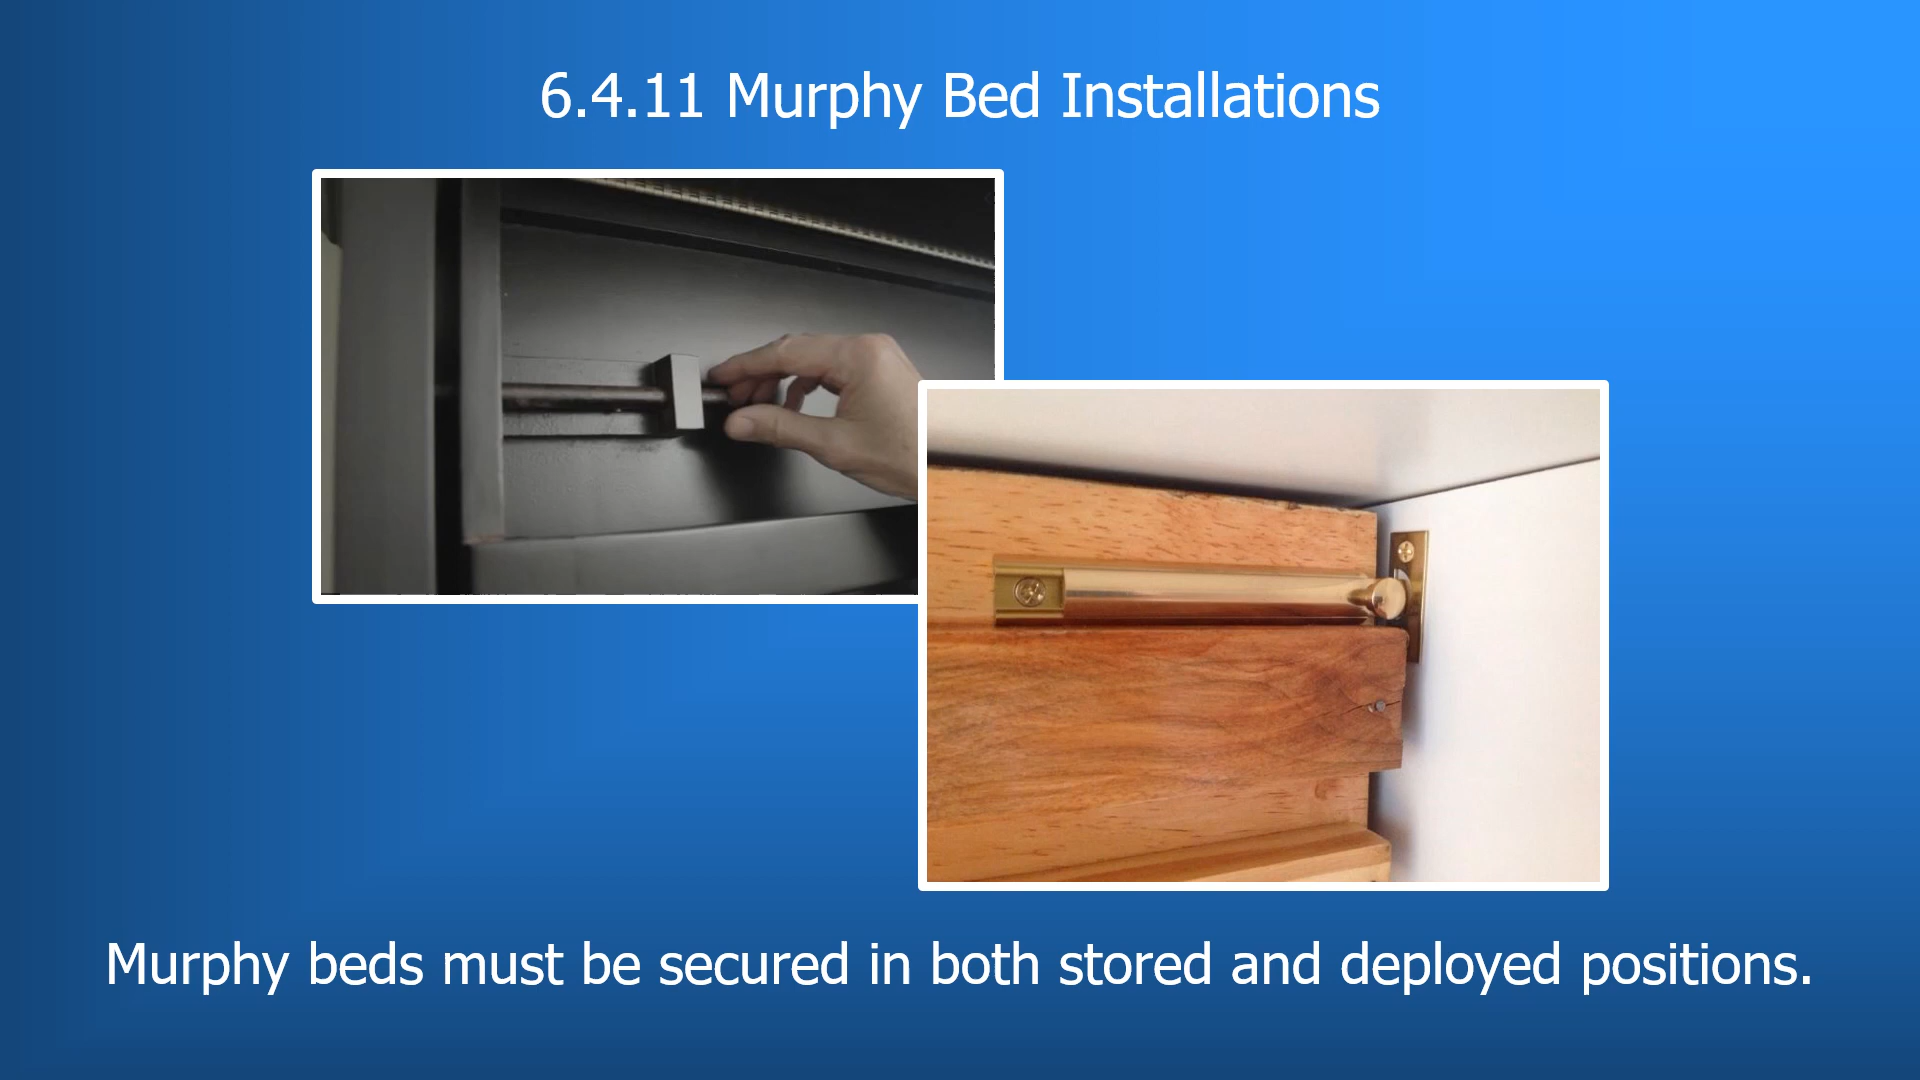 6.4.11 Murphy Bed Installations
Murphy beds must be secured in both stored and deployed positions.